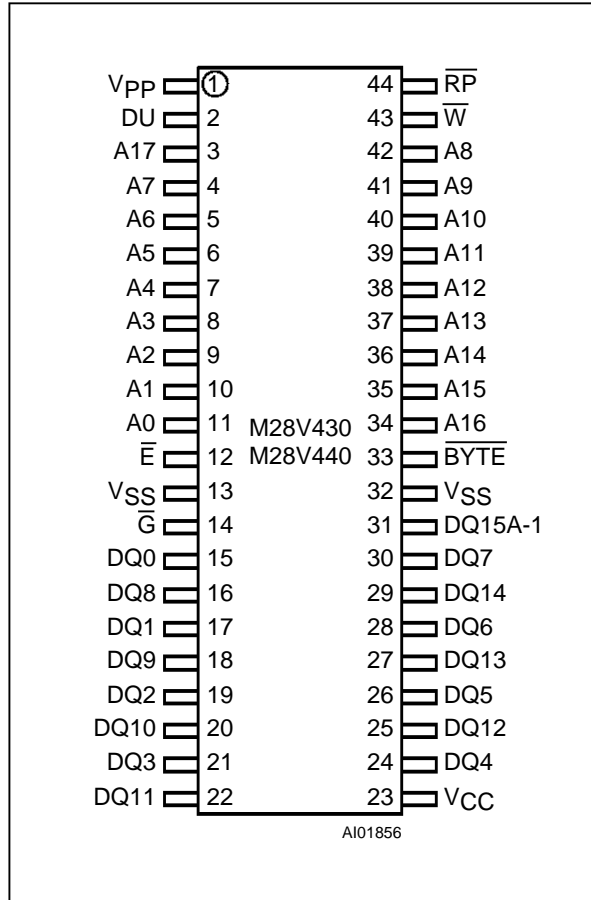 VPP 1 44 R̅P̅
DU 2 43 W̅
A17 3 42 A8
A7 4 41 A9
A6 5 40 A10
A5 6 39 A11
A4 7 38 A12
A3 8 37 A13
A2 9 36 A14
A1 10 35 A15
A0 11 M28V430 34 A16
E̅ 12 M28V440 33 B̅Y̅T̅E̅
VSS 13 32 VSS
G̅ 14 31 DQ15A-1
DQ0 15 30 DQ7
DQ8 16 29 DQ14
DQ1 17 28 DQ6
DQ9 18 27 DQ13
DQ2 19 26 DQ5
DQ10 20 25 DQ12
DQ3 21 24 DQ4
DQ11 22 23 VCC
AI01856